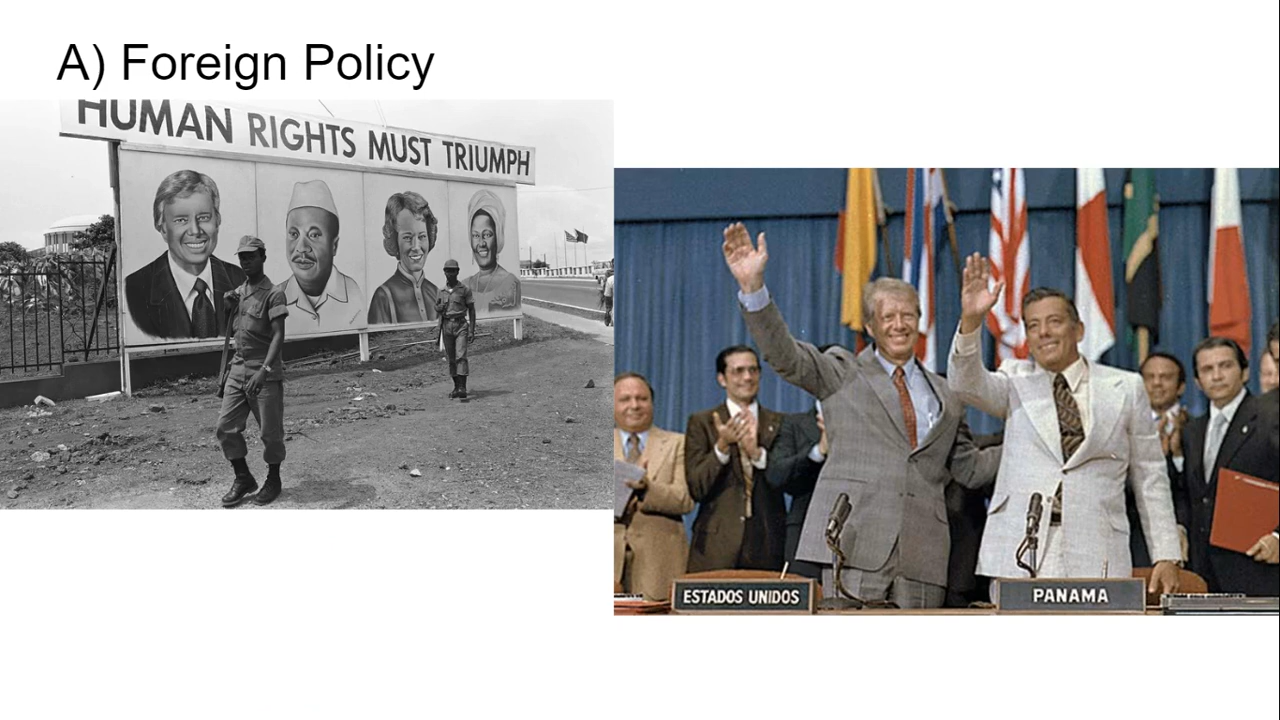 A) Foreign Policy
HUMAN RIGHTS MUST TRIUMPH
ESTADOS UNIDOS
PANAMA